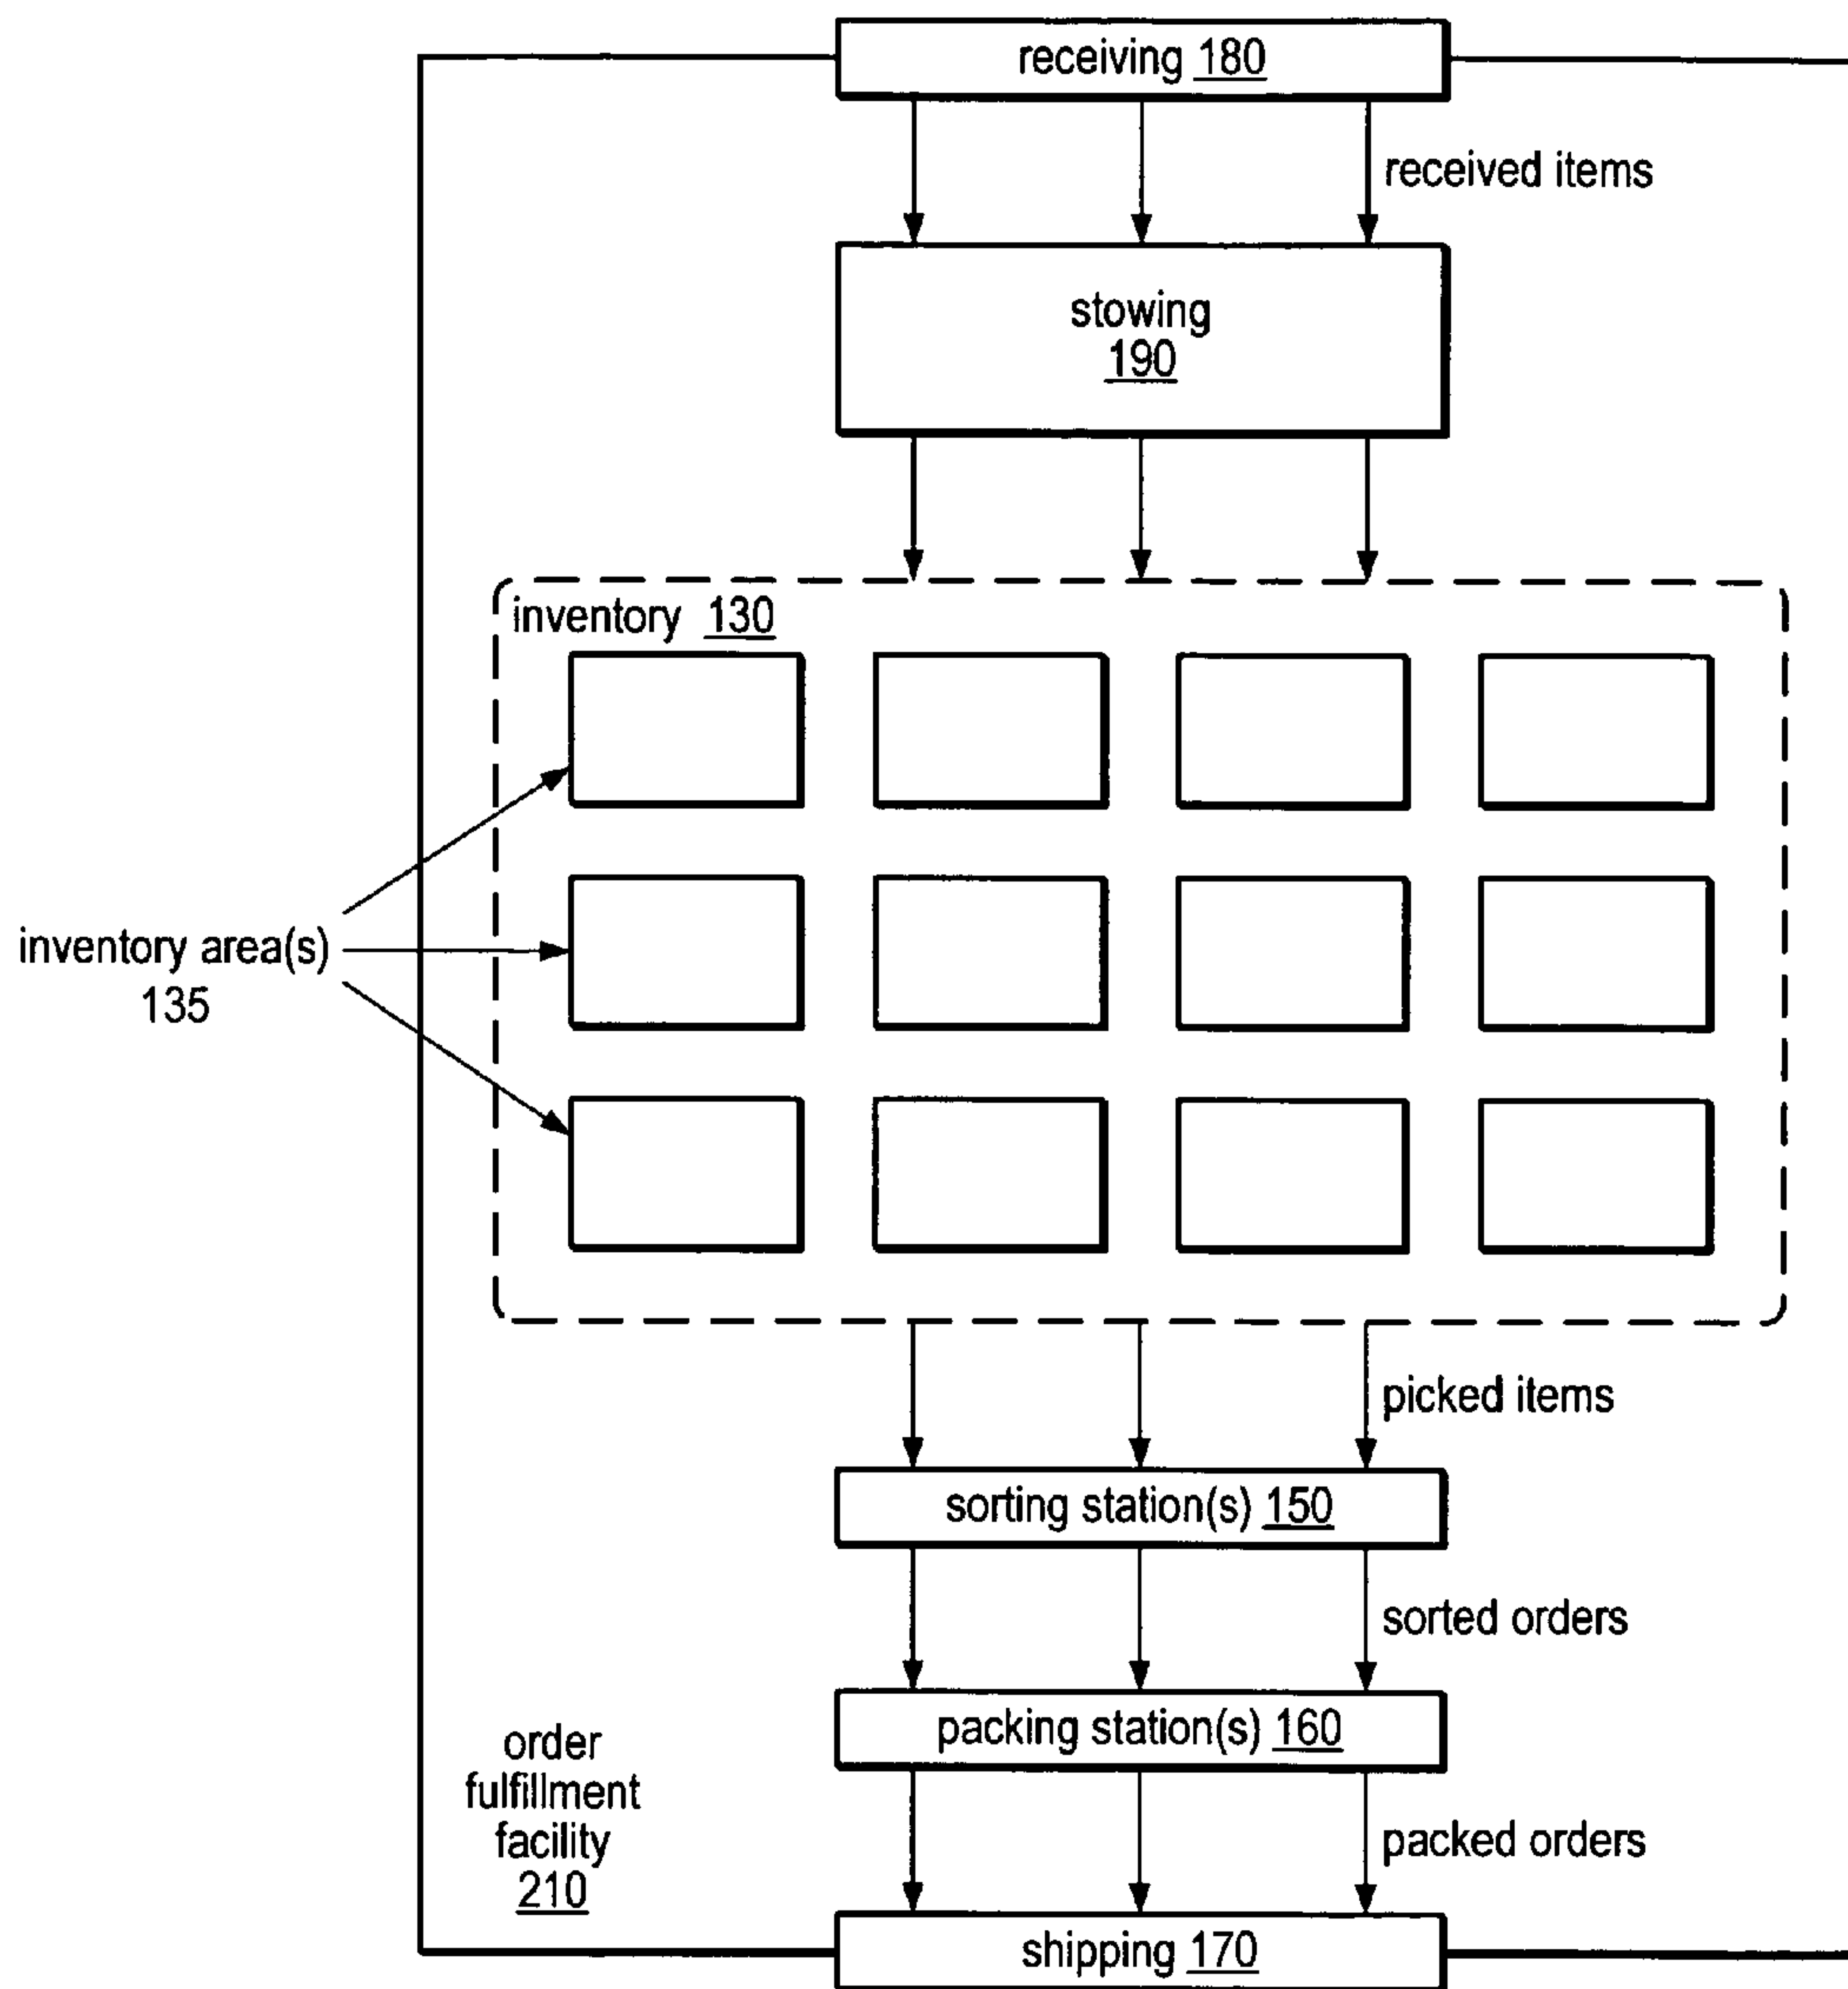 receiving 180
received items
stowing
190
inventory 130
inventory area(s)
135
picked items
sorting station(s) 150
sorted orders
packing station(s) 160
order
fulfillment
facility
210
packed orders
shipping 170